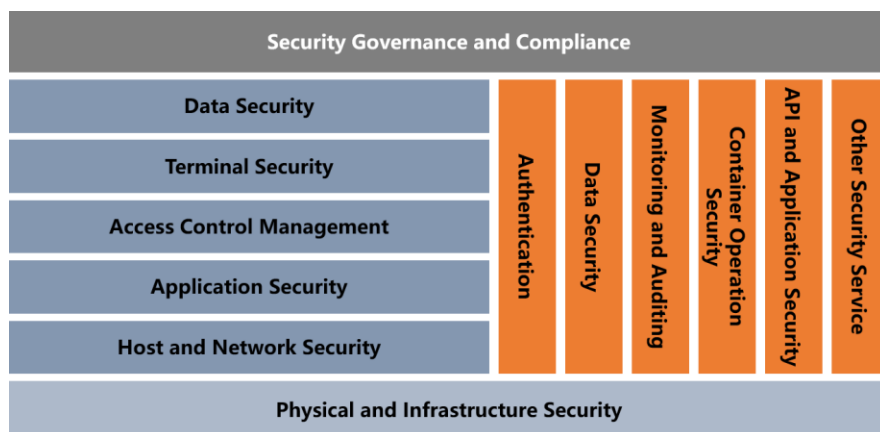 Security Governance and Compliance
Data Security
Terminal Security
Access Control Management
Application Security
Host and Network Security
Authentication
Data Security
Monitoring and Auditing
Container Operation
Security
API and Application Security
Other Security Service
Physical and Infrastructure Security